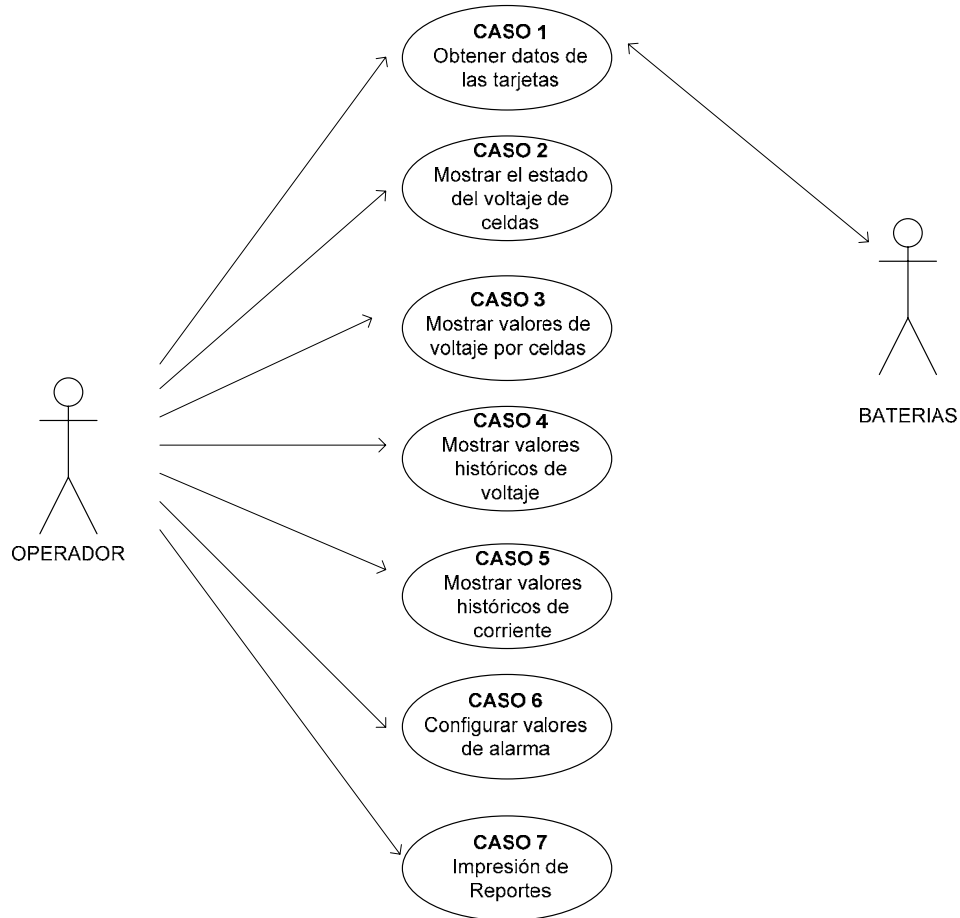 CASO 1
Obtener datos de
las tarjetas
CASO 2
Mostrar el estado
del voltaje de
celdas
CASO 3
Mostrar valores de
voltaje por celdas
BATERIAS
CASO 4
Mostrar valores
históricos de
voltaje
OPERADOR
CASO 5
Mostrar valores
históricos de
corriente
CASO 6
Configurar valores
de alarma
CASO 7
Impresión de
Reportes